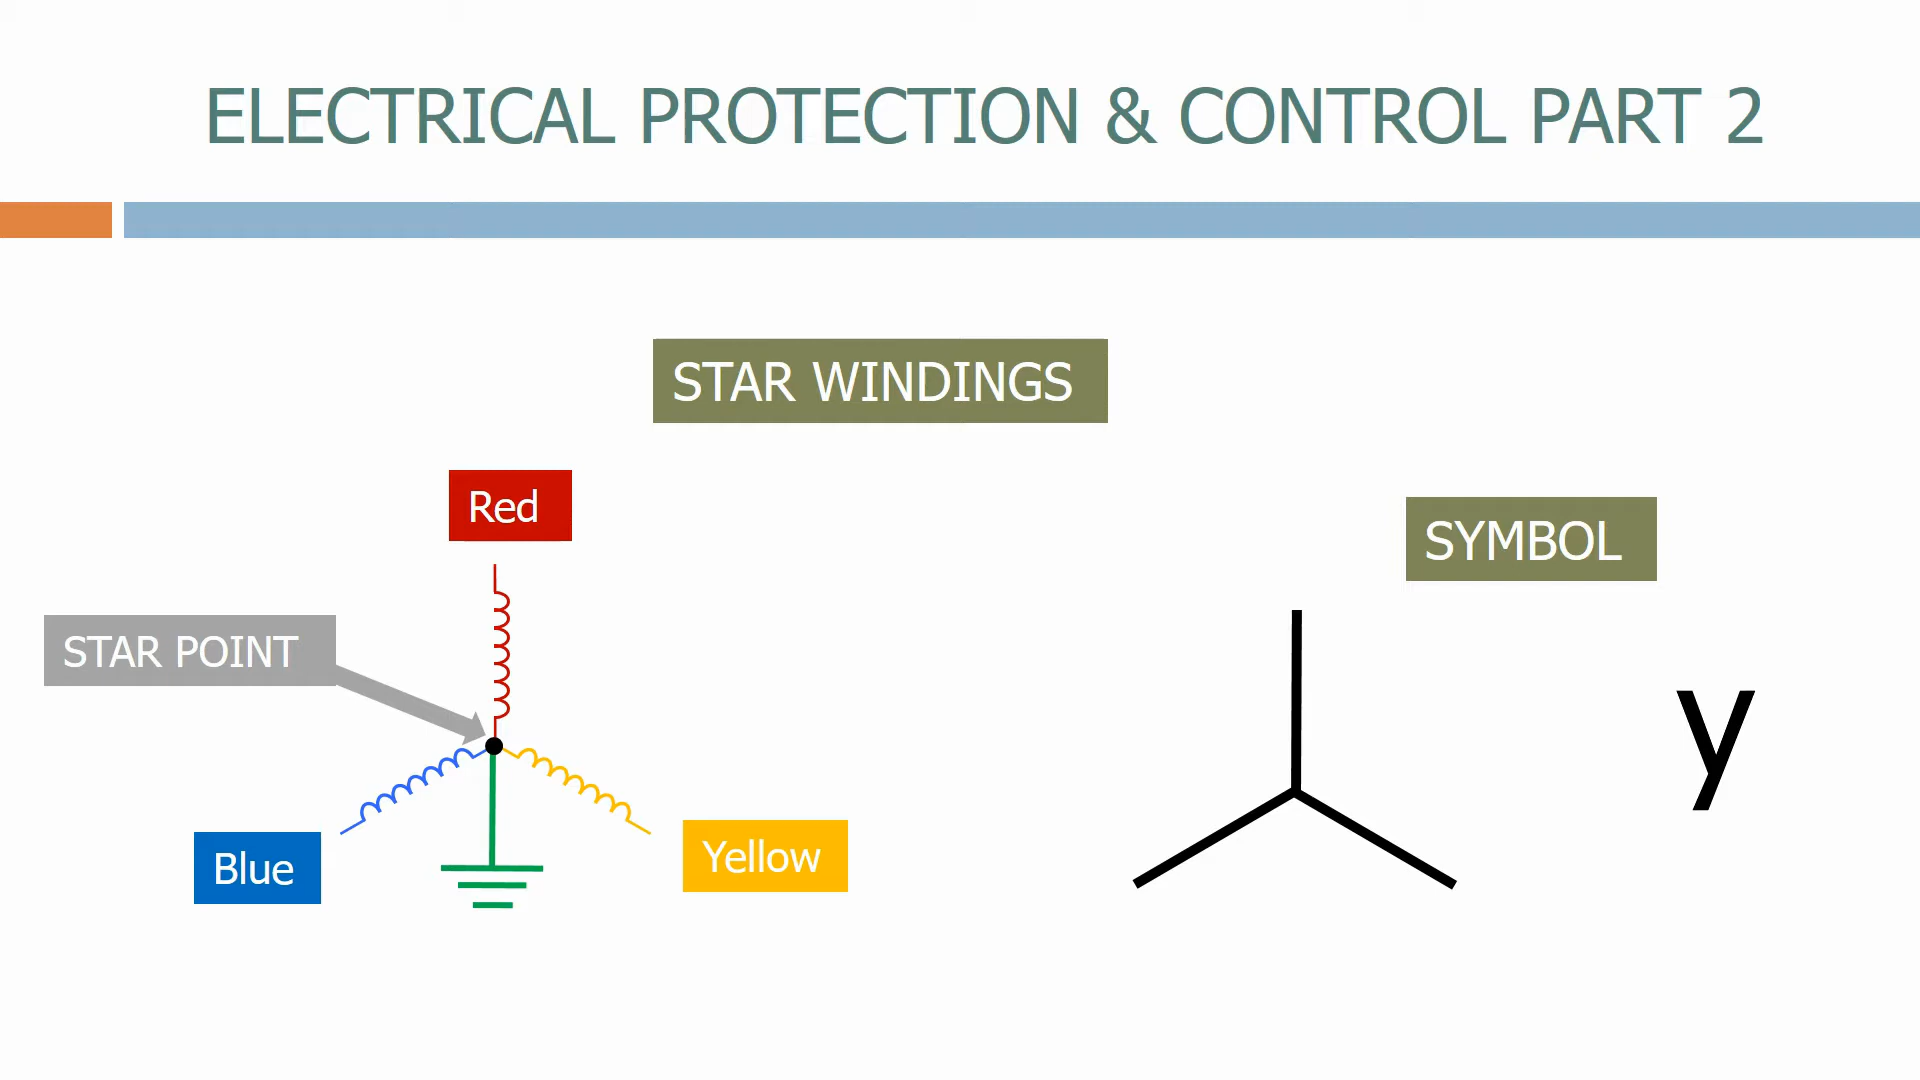 ELECTRICAL PROTECTION & CONTROL PART 2
STAR WINDINGS
Red
SYMBOL
STAR POINT
y
Blue
Yellow